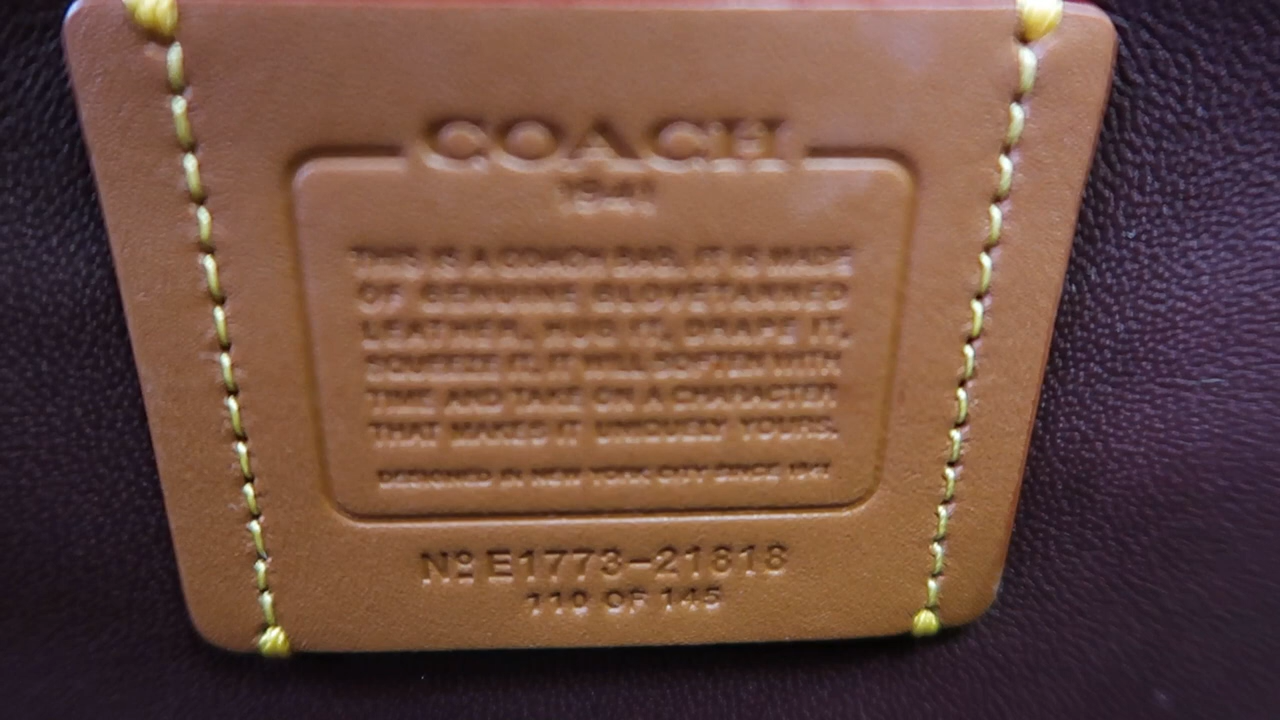 COACH
1941
THIS IS A COACH BAG. IT IS MADE
OF GENUINE GLOVETANNED
LEATHER. HUG IT, DRAPE IT,
SQUEEZE IT, IT WILL SOFTEN WITH
TIME AND TAKE ON A CHARACTER
THAT MAKES IT UNIQUELY YOURS.
DESIGNED IN NEW YORK CITY SINCE 1941
Nº E1773-21818
110 OF 145